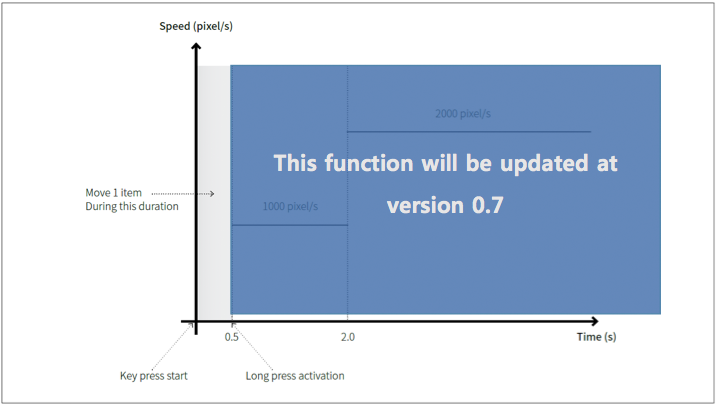 Speed (pixel/s)
2000 pixel/s
This function will be updated at
version 0.7
Move 1 item
During this duration
1000 pixel/s
0.5
2.0
Time (s)
Key press start
Long press activation